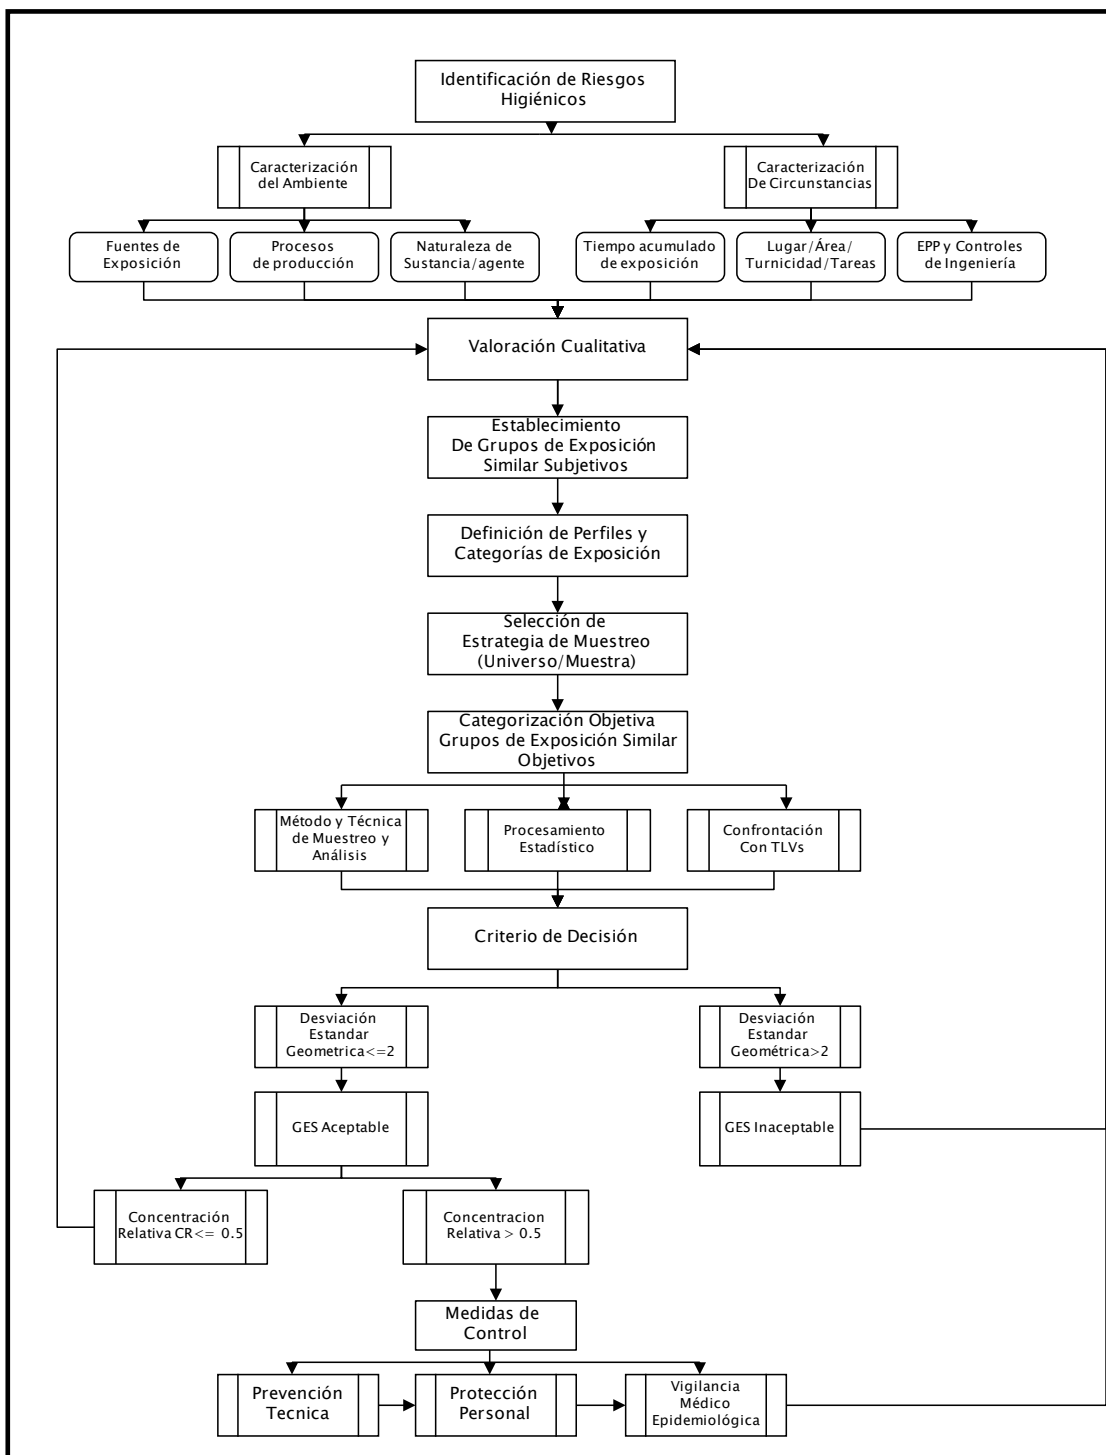 Identificación de Riesgos
Higiénicos
Caracterización
del Ambiente
Caracterización
De Circunstancias
Fuentes de
Exposición
Procesos
de producción
Naturaleza de
Sustancia/agente
Tiempo acumulado
de exposición
Lugar/Área/
Turnicidad/Tareas
EPP y Controles
de Ingeniería
Valoración Cualitativa
Establecimiento
De Grupos de Exposición
Similar Subjetivos
Definición de Perfiles y
Categorías de Exposición
Selección de
Estrategia de Muestreo
(Universo/Muestra)
Categorización Objetiva
Grupos de Exposición Similar
Objetivos
Método y Técnica
de Muestreo y
Análisis
Procesamiento
Estadístico
Confrontación
Con TLVs
Criterio de Decisión
Desviación
Estandar
Geometrica<=2
Desviación
Estandar
Geométrica>2
GES Aceptable
GES Inaceptable
Concentración
Relativa CR<= 0.5
Concentracion
Relativa > 0.5
Medidas de
Control
Prevención
Tecnica
Protección
Personal
Vigilancia
Médico
Epidemiológica